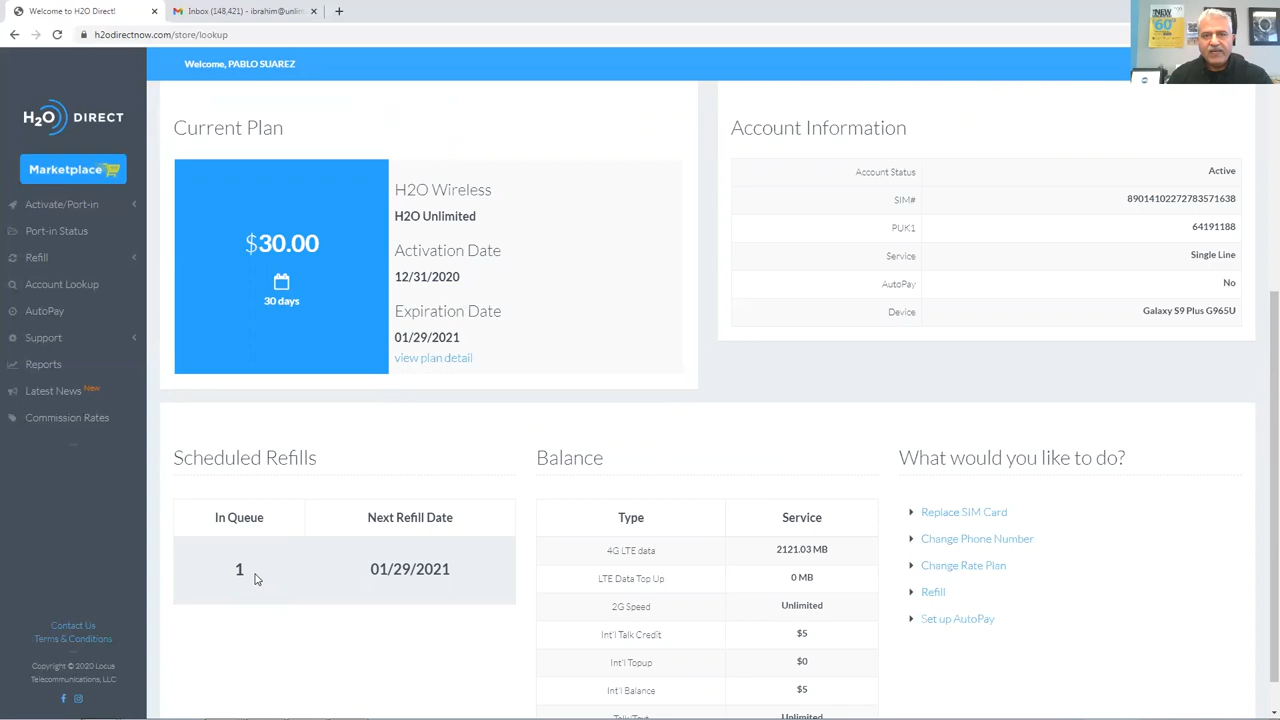 Welcome to H2O Direct!
Inbox (148,421) - ibrahim@unlim
h2odirectnow.com/store/lookup
NEW
60
Welcome, PABLO SUAREZ
H2O DIRECT
Marketplace
Activate/Port-in
Port-in Status
Refill
Account Lookup
AutoPay
Support
Reports
Latest News New
Commission Rates
Contact Us
Terms & Conditions
Copyright © 2020 Locus
Telecommunications, LLC
Current Plan
$30.00
30 days
H2O Wireless
H2O Unlimited
Activation Date
12/31/2020
Expiration Date
01/29/2021
view plan detail
Account Information
Account Status Active
SIM# 89014102272783571638
PUK1 64191188
Service Single Line
AutoPay No
Device Galaxy S9 Plus G965U
Scheduled Refills
In Queue Next Refill Date
1 01/29/2021
Balance
Type Service
4G LTE data 2121.03 MB
LTE Data Top Up 0 MB
2G Speed Unlimited
Int'l Talk Credit $5
Int'l Topup $0
Int'l Balance $5
Talk/Text Unlimited
What would you like to do?
Replace SIM Card
Change Phone Number
Change Rate Plan
Refill
Set up AutoPay